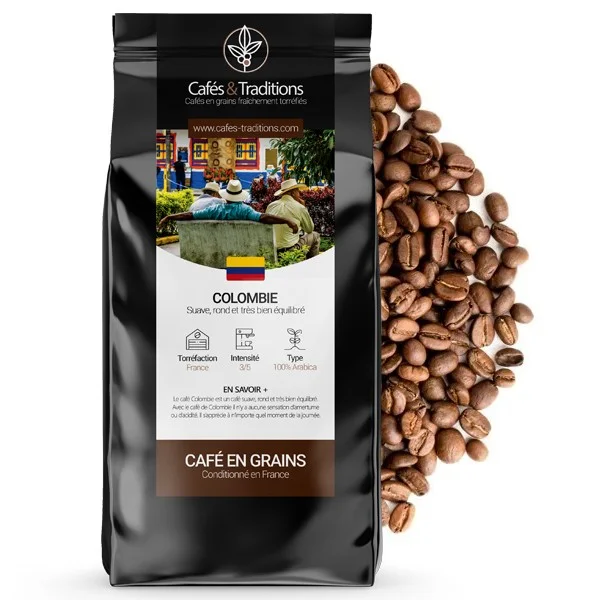 Cafés & Traditions
Cafés en grains fraîchement torréfiés
www.cafes-traditions.com
COLOMBIE
Suave, rond et très bien équilibré
Torréfaction
France
Intensité
3/5
Type
100% Arabica
EN SAVOIR +
Le café Colombie est un café suave, rond et très bien équilibré.
Avec le café de Colombie il n'y a aucune sensation d'amertume
ou d'acidité. Il s'apprécie à n'importe quel moment de la journée.
CAFÉ EN GRAINS
Conditionné en France